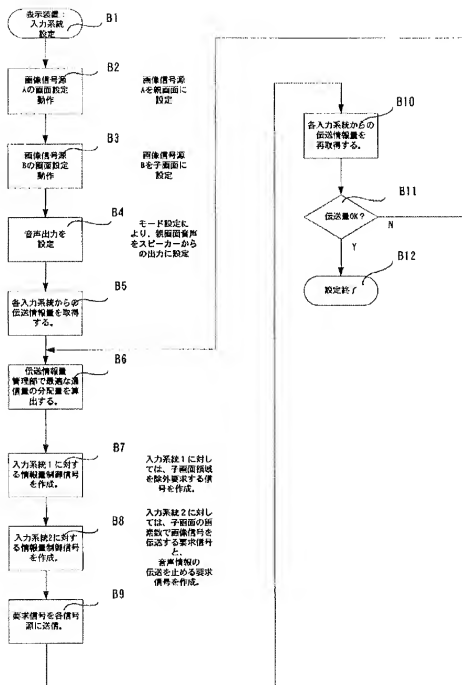 B1
表示装置:
入力系統
設定
B2
画像信号源
Aの画面設定
動作
画像信号源
Aを親画面に
設定
B3
画像信号源
Bの画面設定
動作
画像信号源
Bを子画面に
設定
B4
音声出力を
設定
モード設定に
より、親画面音声
をスピーカーから
の出力に設定
B5
各入力系統からの
伝送情報量を取得
する。
B6
伝送情報量
管理部で最適な通
信量の分配量を算
出する。
B7
入力系統1に対す
る情報量制御信号
を作成。
入力系統1に対し
ては、子画面領域
を除外要求する信
号を作成。
B8
入力系統2に対す
る情報量制御信号
を作成。
入力系統2に対し
ては、子画面の画
素数で画像信号を
伝送する要求信号
と、
音声情報の
伝送を止める要求
信号を作成。
B9
要求信号を各信号
源に送信。
B10
各入力系統からの
伝送情報量を
再取得する。
B11
伝送量OK?
N
Y
B12
設定終了